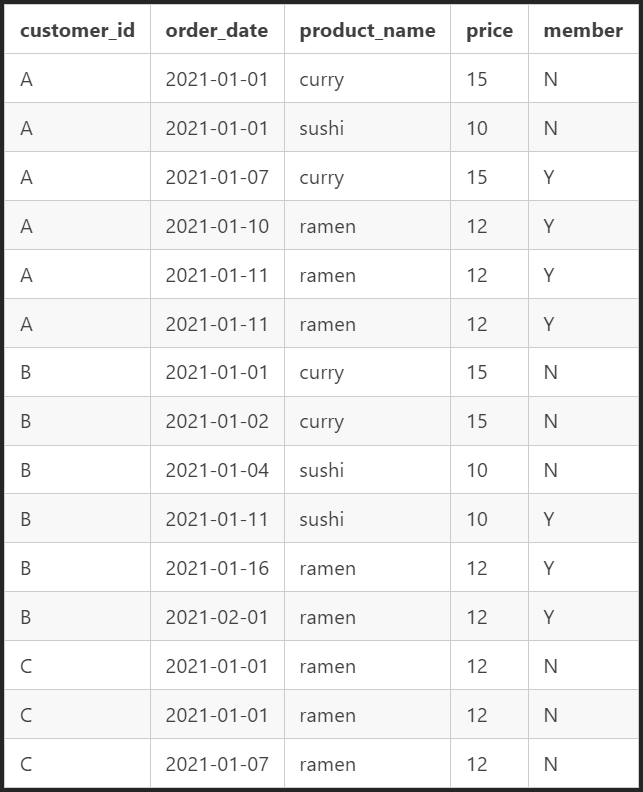 customer_id order_date product_name price member
A 2021-01-01 curry 15 N
A 2021-01-01 sushi 10 N
A 2021-01-07 curry 15 Y
A 2021-01-10 ramen 12 Y
A 2021-01-11 ramen 12 Y
A 2021-01-11 ramen 12 Y
B 2021-01-01 curry 15 N
B 2021-01-02 curry 15 N
B 2021-01-04 sushi 10 N
B 2021-01-11 sushi 10 Y
B 2021-01-16 ramen 12 Y
B 2021-02-01 ramen 12 Y
C 2021-01-01 ramen 12 N
C 2021-01-01 ramen 12 N
C 2021-01-07 ramen 12 N